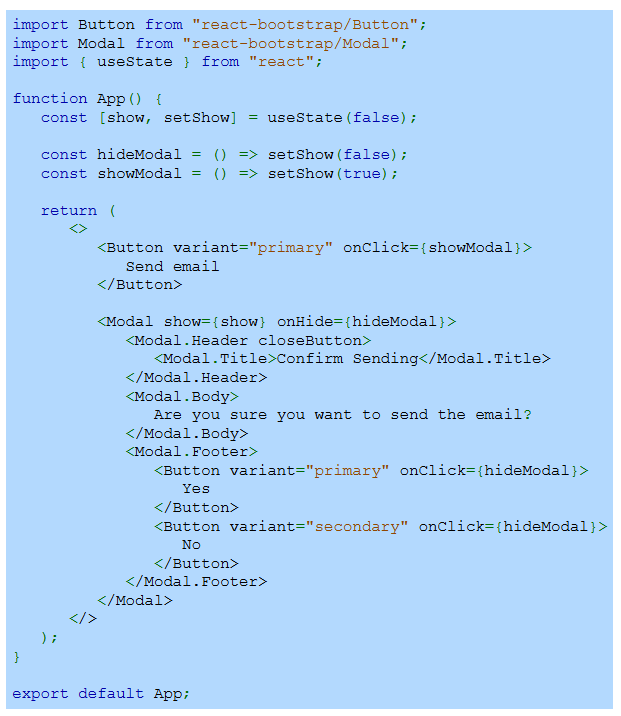 import Button from "react-bootstrap/Button";
import Modal from "react-bootstrap/Modal";
import { useState } from "react";

function App() {
   const [show, setShow] = useState(false);

   const hideModal = () => setShow(false);
   const showModal = () => setShow(true);

   return (
      <>
         <Button variant="primary" onClick={showModal}>
            Send email
         </Button>

         <Modal show={show} onHide={hideModal}>
            <Modal.Header closeButton>
               <Modal.Title>Confirm Sending</Modal.Title>
            </Modal.Header>
            <Modal.Body>
               Are you sure you want to send the email?
            </Modal.Body>
            <Modal.Footer>
               <Button variant="primary" onClick={hideModal}>
                  Yes
               </Button>
               <Button variant="secondary" onClick={hideModal}>
                  No
               </Button>
            </Modal.Footer>
         </Modal>
      </>
   );
}

export default App;